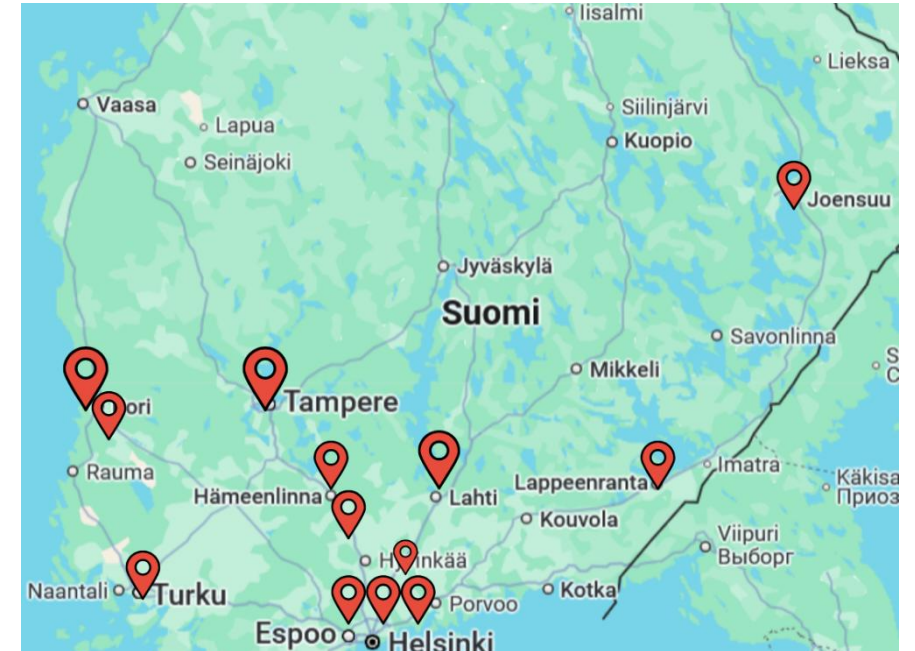 Iisalmi
Lieksa
Vaasa
Siilinjärvi
Lapua
Kuopio
Seinäjoki
Joensuu
Jyväskylä
Suomi
Savonlinna
Mikkeli
Tampere
ori
Rauma
Imatra
Lappeenranta
Käkisa
Приоз
Hämeenlinna
Lahti
Kouvola
Viipuri
Выборг
Naantali
Turku
Kotka
Porvoo
Espoo
Helsinki